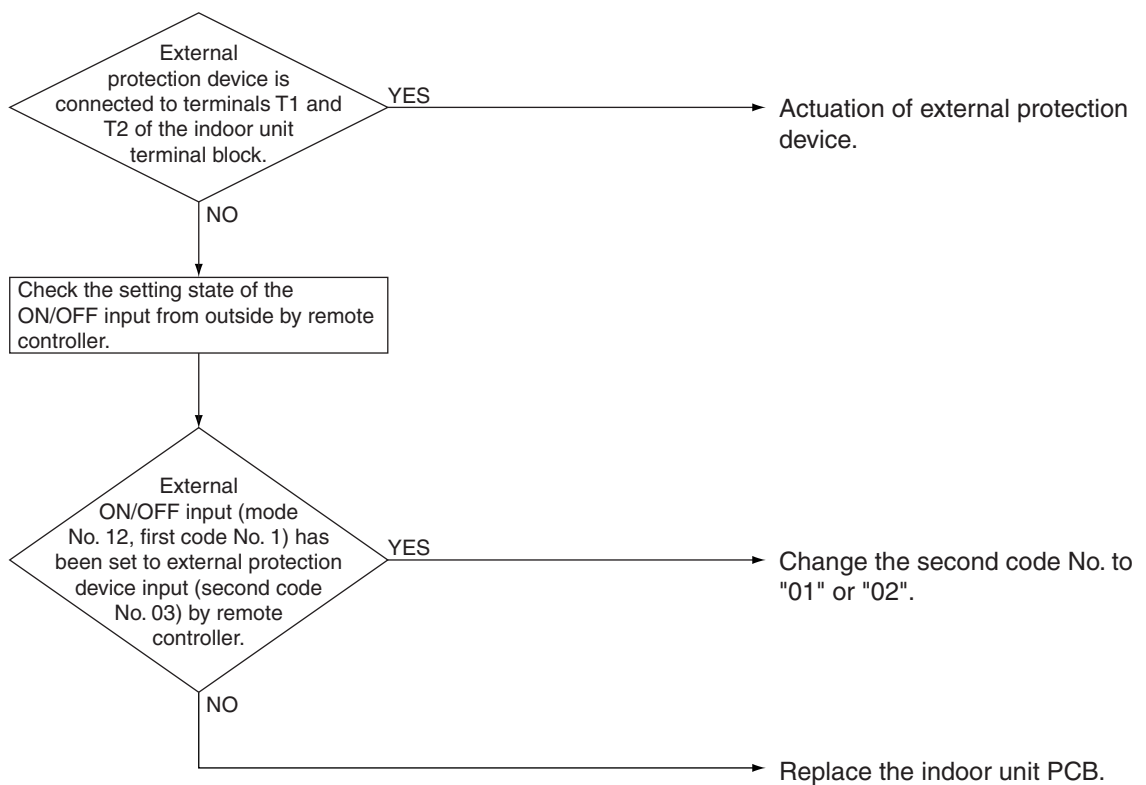 External
protection device is
connected to terminals T1 and
T2 of the indoor unit
terminal block.
YES
Actuation of external protection
device.
NO
Check the setting state of the
ON/OFF input from outside by remote
controller.
External
ON/OFF input (mode
No. 12, first code No. 1) has
been set to external protection
device input (second code
No. 03) by remote
controller.
YES
Change the second code No. to
"01" or "02".
NO
Replace the indoor unit PCB.